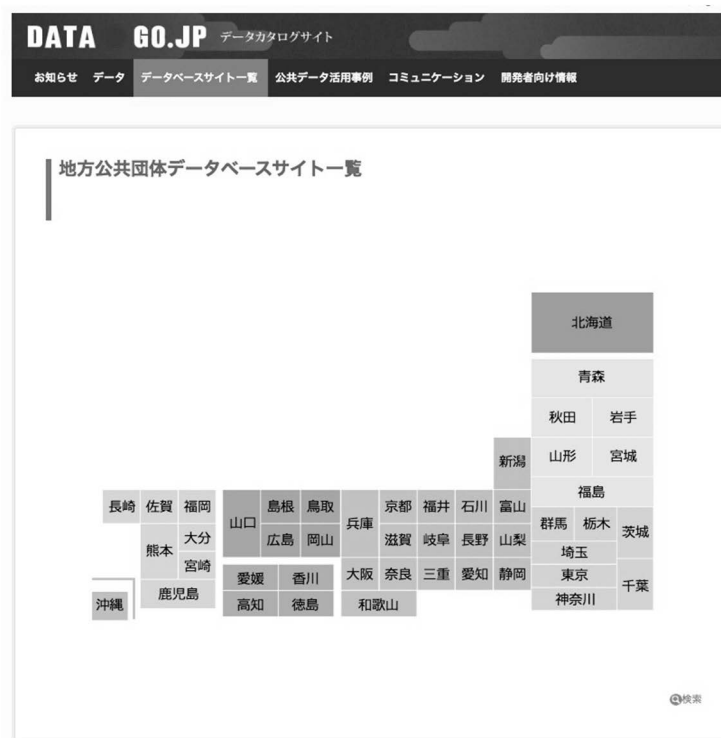 DATA GO.JP データカタログサイト
お知らせ データ データベースサイト一覧 公共データ活用事例 コミュニケーション 開発者向け情報
地方公共団体データベースサイト一覧
北海道
青森
秋田 岩手
新潟 山形 宮城
福島
長崎 佐賀 福岡 山口 島根 鳥取 兵庫 京都 福井 石川 富山
群馬 栃木 茨城
熊本 大分 広島 岡山 滋賀 岐阜 長野 山梨
埼玉
宮崎 愛媛 香川 大阪 奈良 三重 愛知 静岡 東京 千葉
沖縄 鹿児島 高知 徳島 和歌山 神奈川
検索